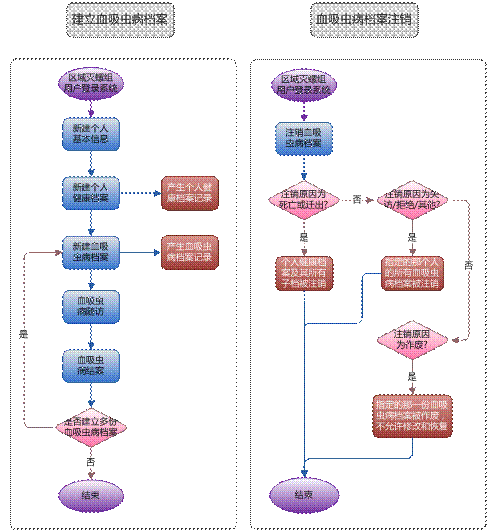 建立血吸虫病档案
区域灭螺组
用户登录系统
新建个人
基本信息
新建个人
健康档案
产生个人健
康档案记录
新建血吸
虫病档案
产生血吸虫
病档案记录
血吸虫
病随访
血吸虫
病结案
是
是否建立多份
血吸虫病档案
否
结束
血吸虫病档案注销
区域灭螺组
用户登录系统
注销血吸
虫病档案
注销原因为
死亡或迁出?
否
注销原因为失
访/拒绝/其他?
是
是
否
个人健康档
案及其所有
子档被注销
指定的那个人
的所有血吸虫
病档案被注销
注销原因
为作废?
是
指定的那一份血吸
虫病档案被作废，
不允许修改和恢复
结束